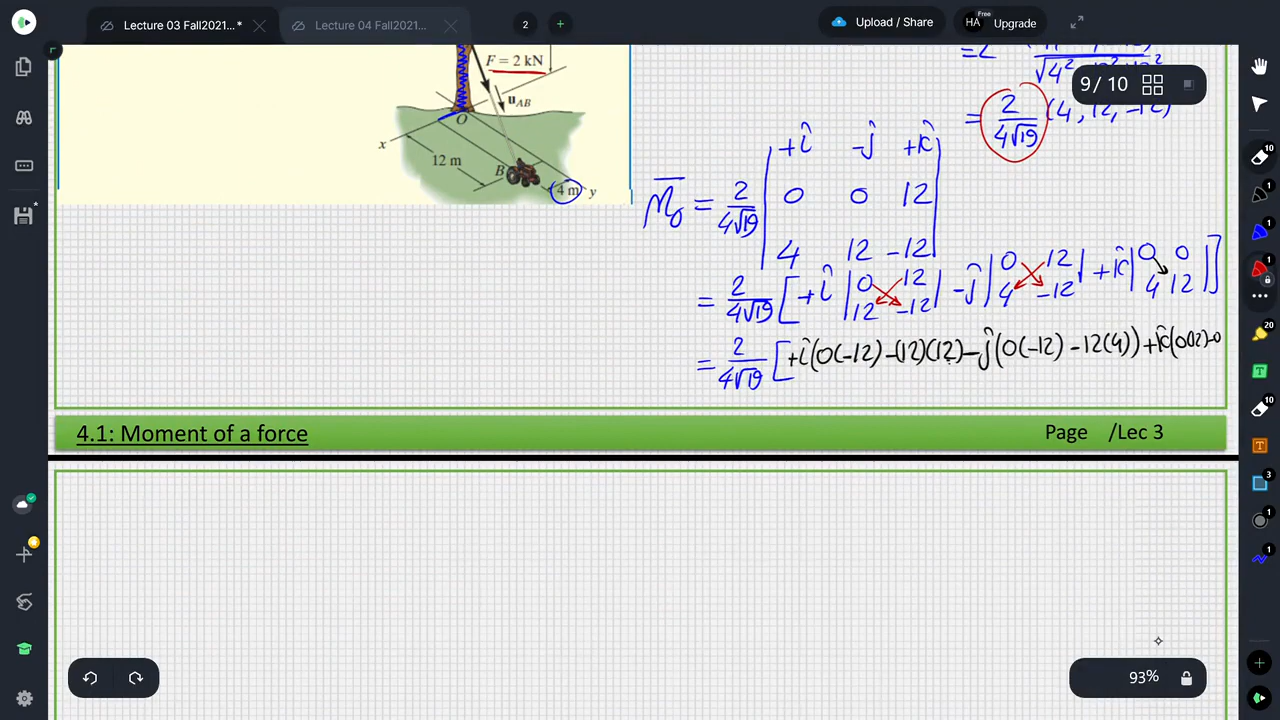 Lecture 03 Fall2021...*
Lecture 04 Fall2021...
2
Upload / Share
HA
Free
Upgrade
9 / 10
F = 2 kN
u_AB
O
x
12 m
B
4 m
y
=2
√4²
= 2/4√19 (4, 12, -12)
+î -ĵ +k̂
M̄o = 2/4√19 | 0 0 12 |
4 12 -12
= 2/4√19 [ +î | 0 12 | -ĵ | 0 12 | +k̂ | 0 0 | ]
12 -12 4 -12 4 12
= 2/4√19 [ +î(0(-12) -(12)(12) -ĵ(0(-12) -12(4)) +k̂(0(12)-0
4.1: Moment of a force
Page /Lec 3
93%